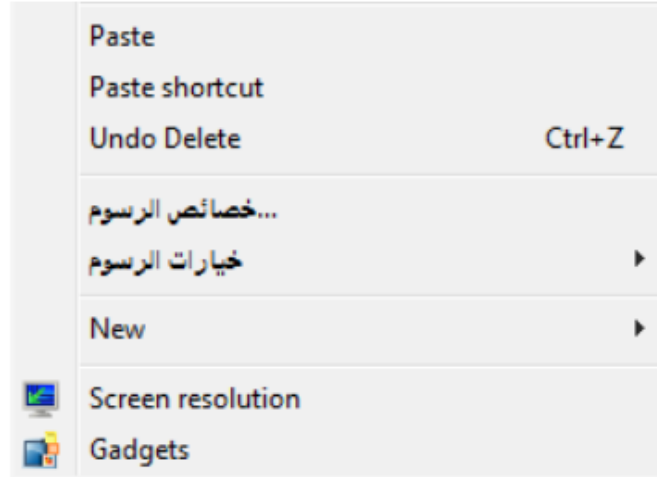 Paste
Paste shortcut
Undo Delete Ctrl+Z
خصائص الرسوم...
خيارات الرسوم
New
Screen resolution
Gadgets